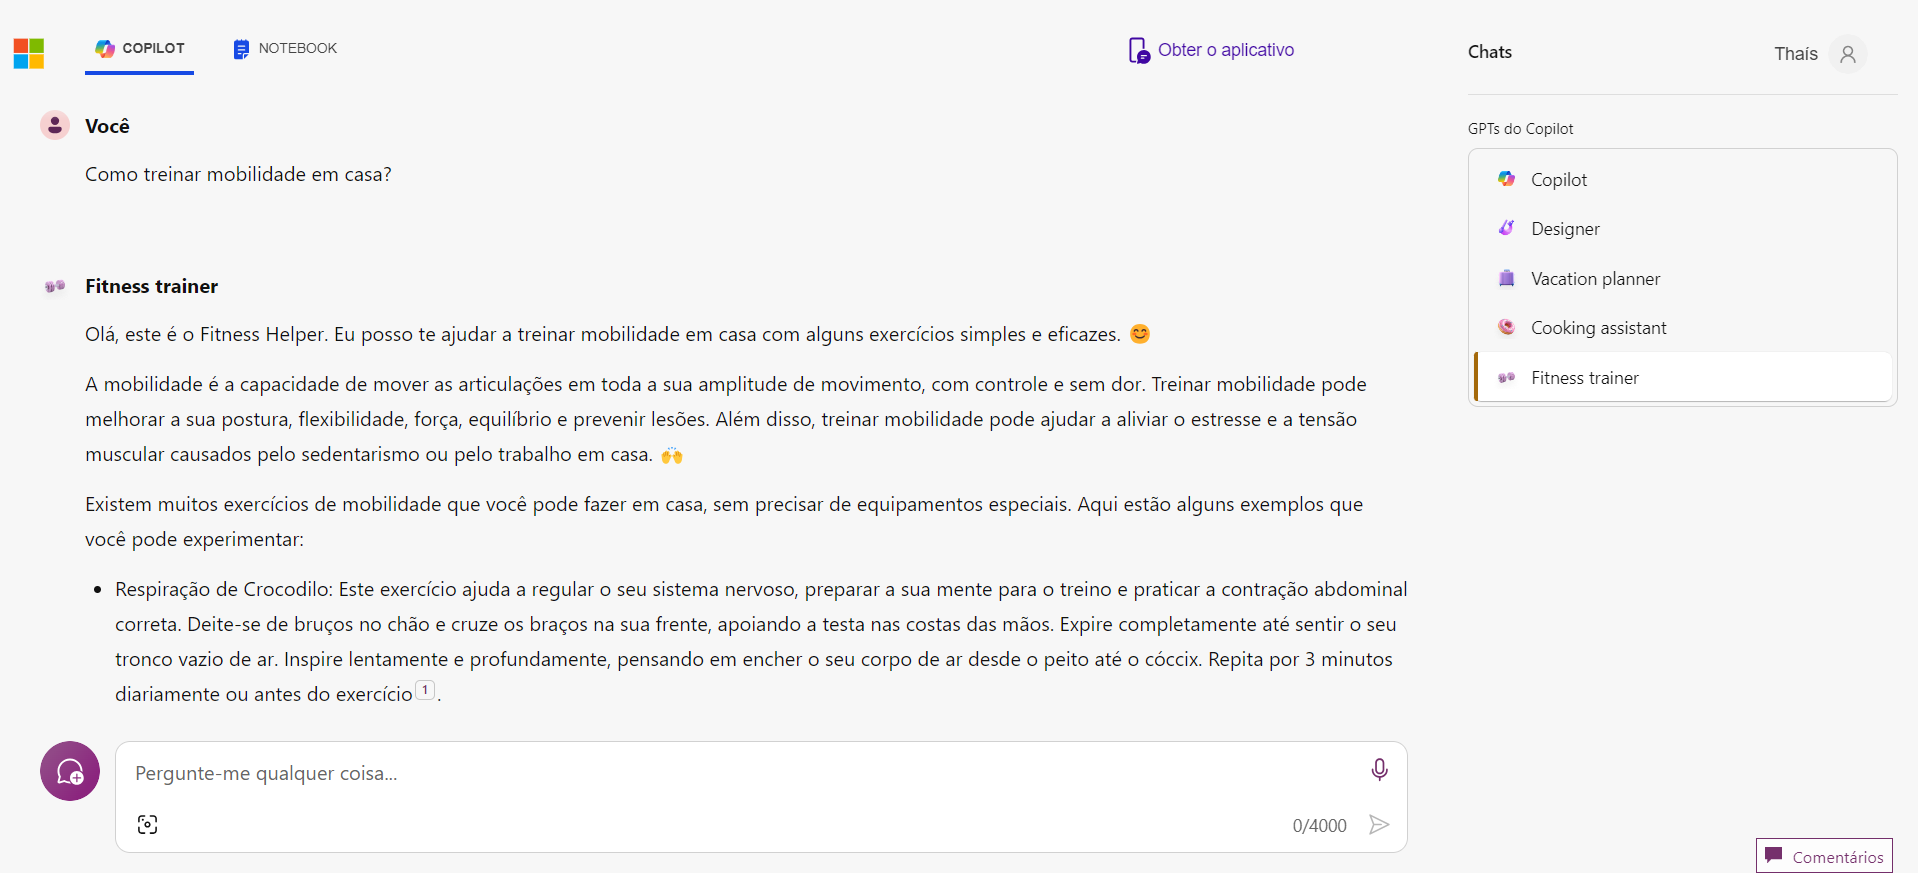 COPILOT
NOTEBOOK
Obter o aplicativo
Chats
Thaís
Você
Como treinar mobilidade em casa?
Fitness trainer
Olá, este é o Fitness Helper. Eu posso te ajudar a treinar mobilidade em casa com alguns exercícios simples e eficazes. 😊
A mobilidade é a capacidade de mover as articulações em toda a sua amplitude de movimento, com controle e sem dor. Treinar mobilidade pode
melhorar a sua postura, flexibilidade, força, equilíbrio e prevenir lesões. Além disso, treinar mobilidade pode ajudar a aliviar o estresse e a tensão
muscular causados pelo sedentarismo ou pelo trabalho em casa. 🙌
Existem muitos exercícios de mobilidade que você pode fazer em casa, sem precisar de equipamentos especiais. Aqui estão alguns exemplos que
você pode experimentar:
• Respiração de Crocodilo: Este exercício ajuda a regular o seu sistema nervoso, preparar a sua mente para o treino e praticar a contração abdominal
correta. Deite-se de bruços no chão e cruze os braços na sua frente, apoiando a testa nas costas das mãos. Expire completamente até sentir o seu
tronco vazio de ar. Inspire lentamente e profundamente, pensando em encher o seu corpo de ar desde o peito até o cóccix. Repita por 3 minutos
diariamente ou antes do exercício 1 .
Pergunte-me qualquer coisa...
0/4000
GPTs do Copilot
Copilot
Designer
Vacation planner
Cooking assistant
Fitness trainer
Comentários